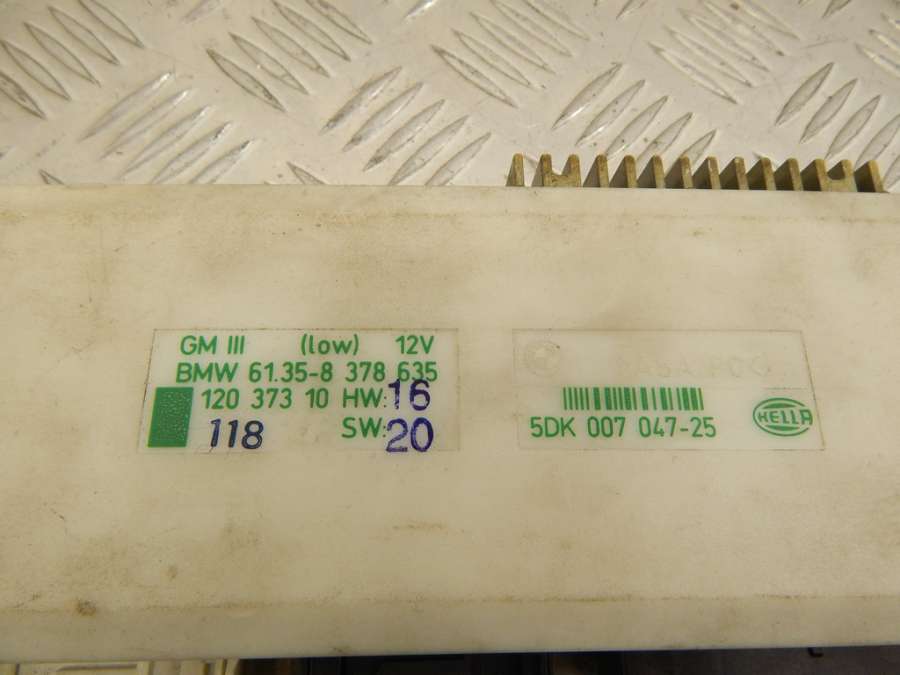 GM III (low) 12V
BMW 61.35-8 378 635
120 373 10 HW: 16
118 SW: 20
5DK 007 047-25
HELLA